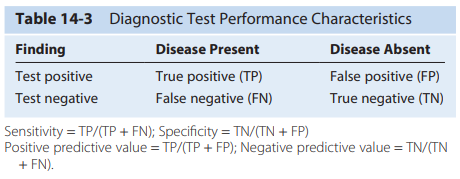 Table 14-3 Diagnostic Test Performance Characteristics
Finding Disease Present Disease Absent
Test positive True positive (TP) False positive (FP)
Test negative False negative (FN) True negative (TN)
Sensitivity = TP/(TP + FN); Specificity = TN/(TN + FP)
Positive predictive value = TP/(TP + FP); Negative predictive value = TN/(TN
+ FN).